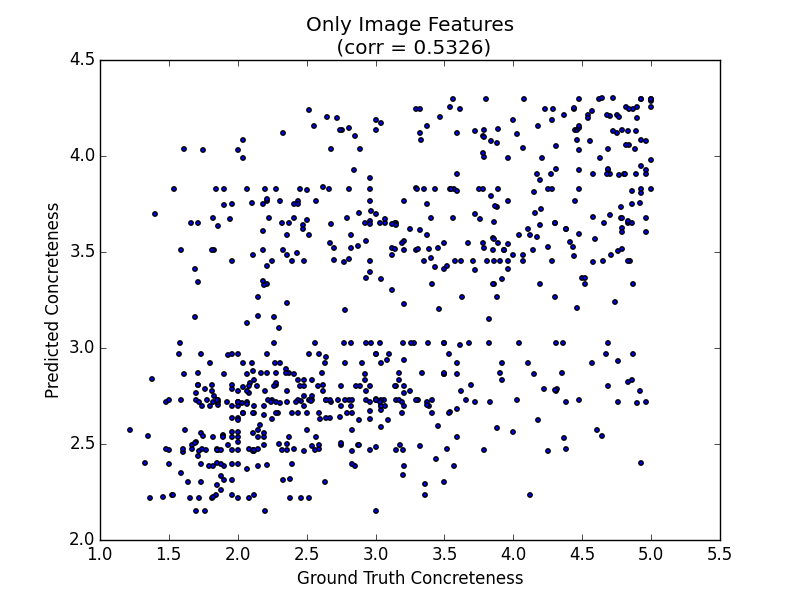 Only Image Features
(corr = 0.5326)
4.5
4.0
3.5
3.0
2.5
2.0
Predicted Concreteness
1.0 1.5 2.0 2.5 3.0 3.5 4.0 4.5 5.0 5.5
Ground Truth Concreteness